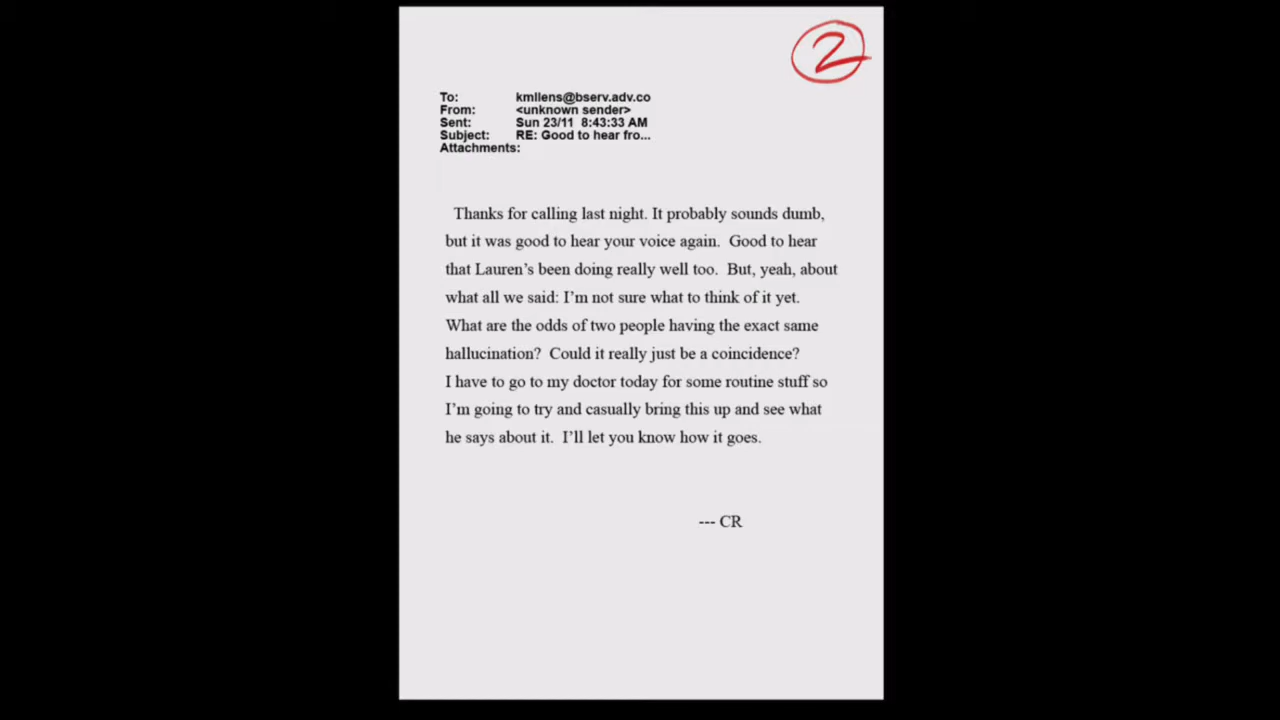 2
To: kmllens@bserv.adv.co
From: <unknown sender>
Sent: Sun 23/11 8:43:33 AM
Subject: RE: Good to hear fro...
Attachments:
Thanks for calling last night. It probably sounds dumb,
but it was good to hear your voice again. Good to hear
that Lauren’s been doing really well too. But, yeah, about
what all we said: I’m not sure what to think of it yet.
What are the odds of two people having the exact same
hallucination? Could it really just be a coincidence?
I have to go to my doctor today for some routine stuff so
I’m going to try and casually bring this up and see what
he says about it. I’ll let you know how it goes.
--- CR